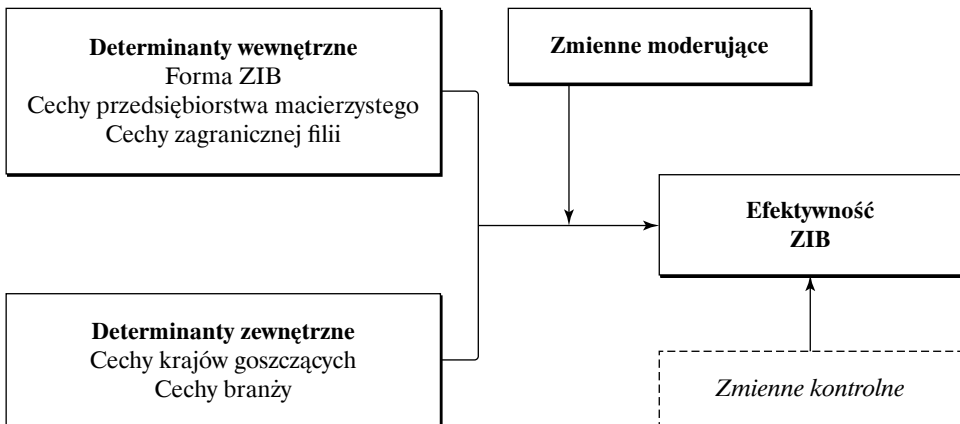 Determinanty wewnętrzne
Forma ZIB
Cechy przedsiębiorstwa macierzystego
Cechy zagranicznej filii
Zmienne moderujące
Efektywność
ZIB
Determinanty zewnętrzne
Cechy krajów goszczących
Cechy branży
Zmienne kontrolne